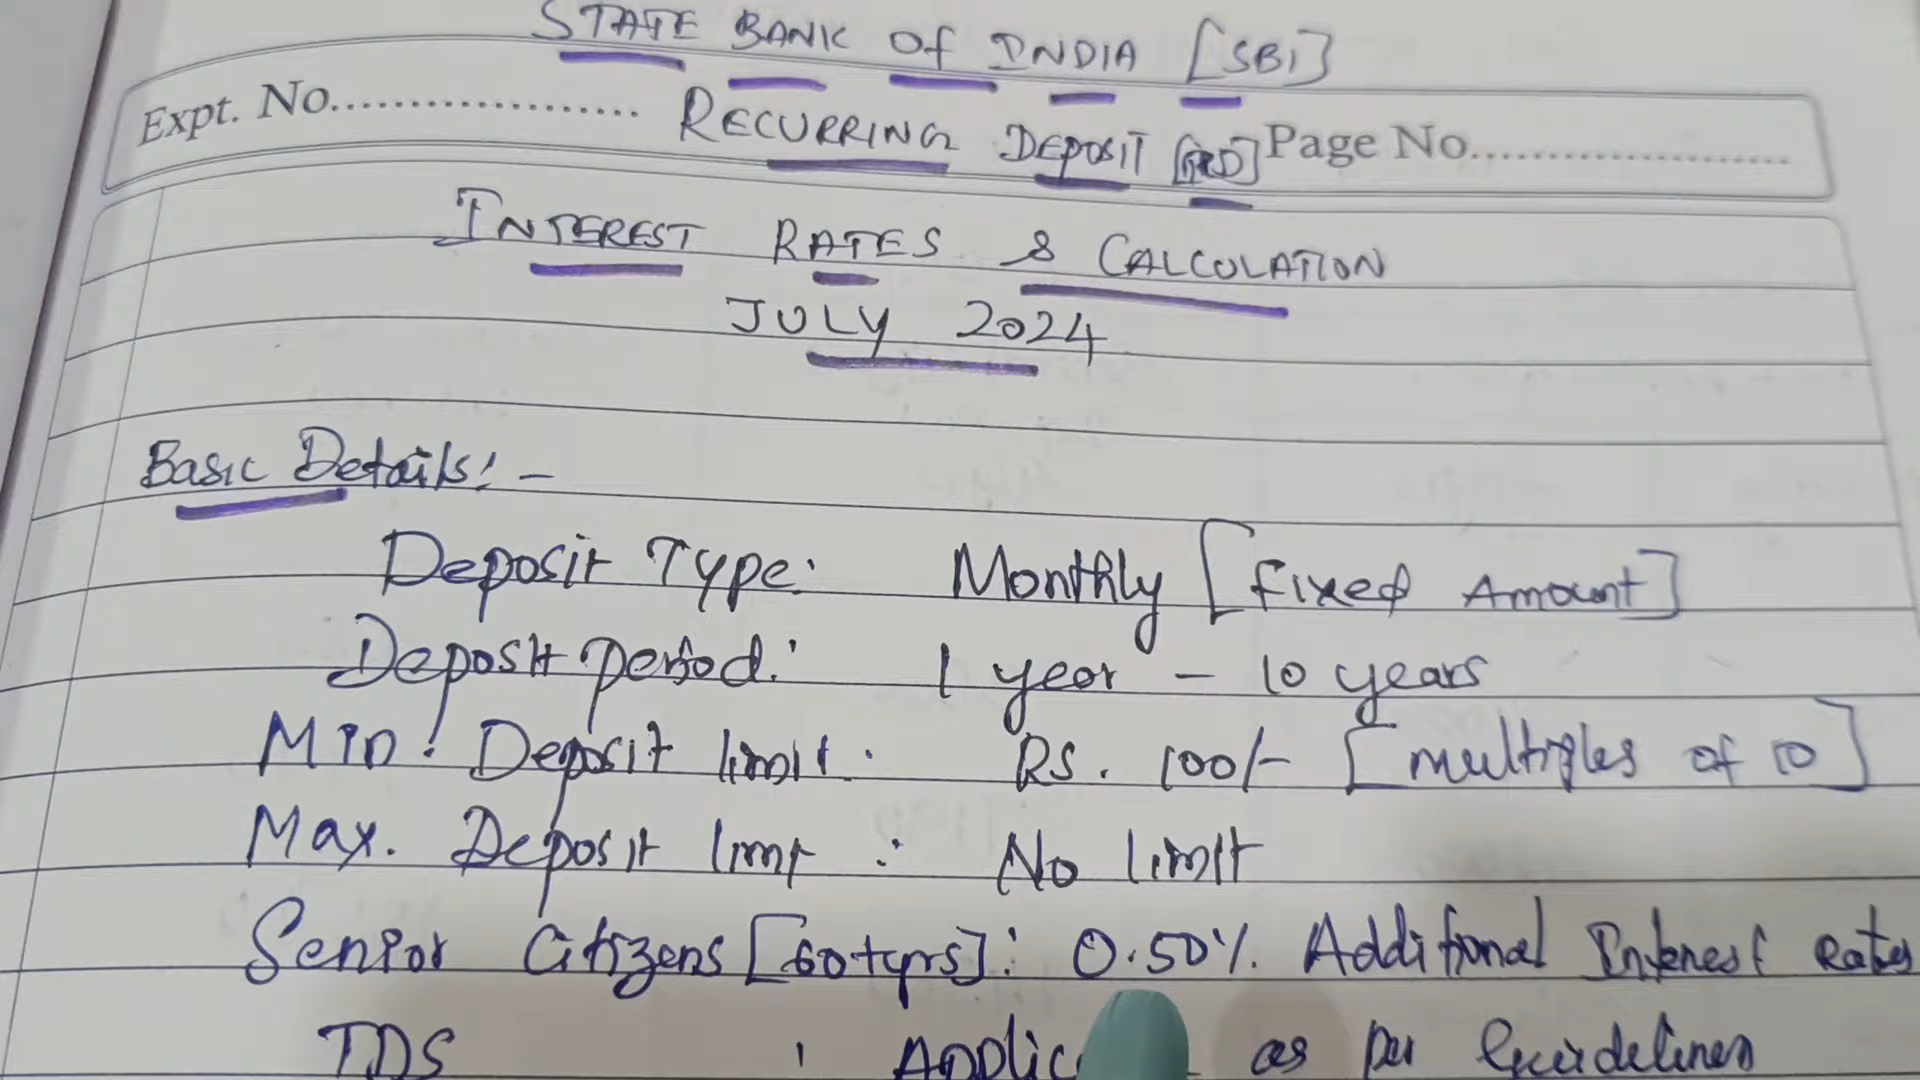 STATE BANK Of INDIA [SBI]
Expt. No. RECURRING DEPOSIT [RD] Page No.
INTEREST RATES & CALCULATION
JULY 2024
Basic Details: -
Deposit Type: Monthly [fixed Amount]
Deposit period: 1 year - 10 years
Min. Deposit limit: Rs. 100/- [multiples of 10]
Max. Deposit limit: No limit
Senior Citizens [60+yrs]: 0.50% Additional Interest Rates
TDS : as per Guidelines